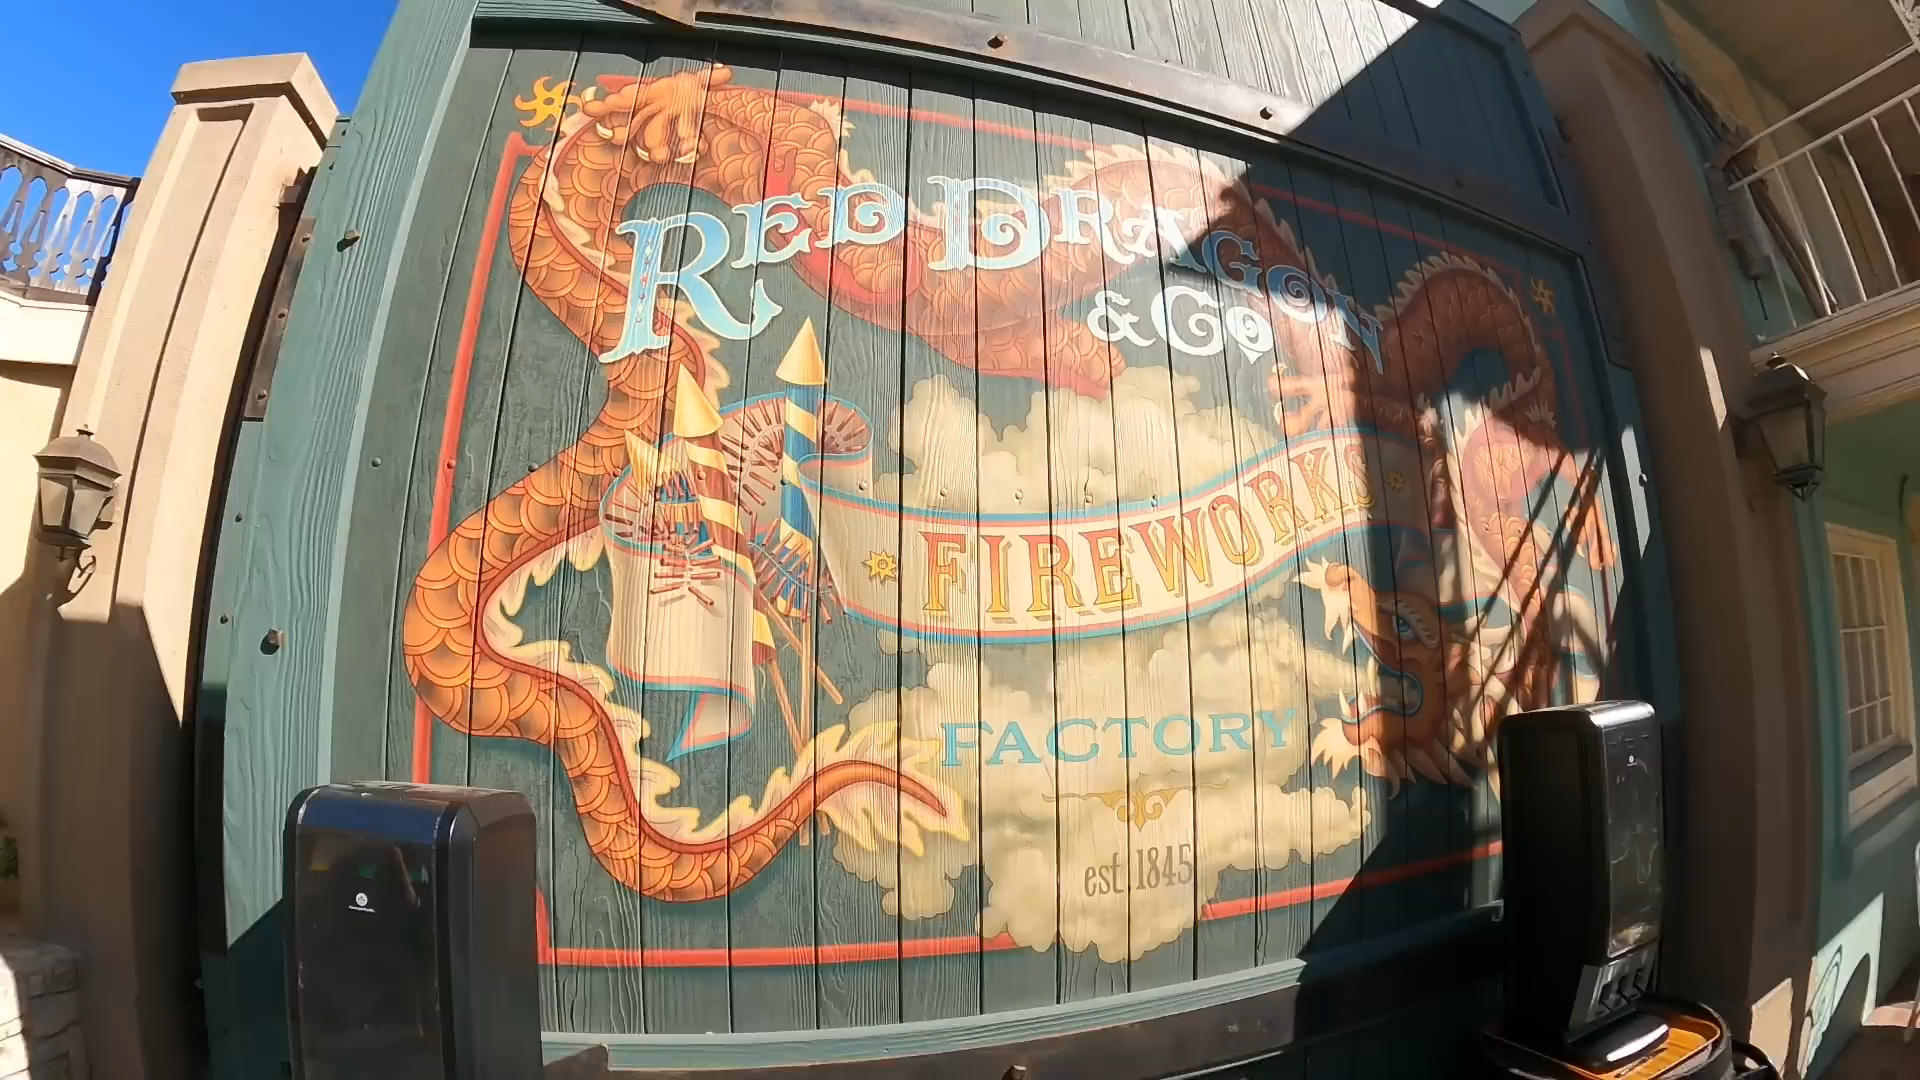 RED DRAGON
& CO
FIREWORKS
FACTORY
est. 1845